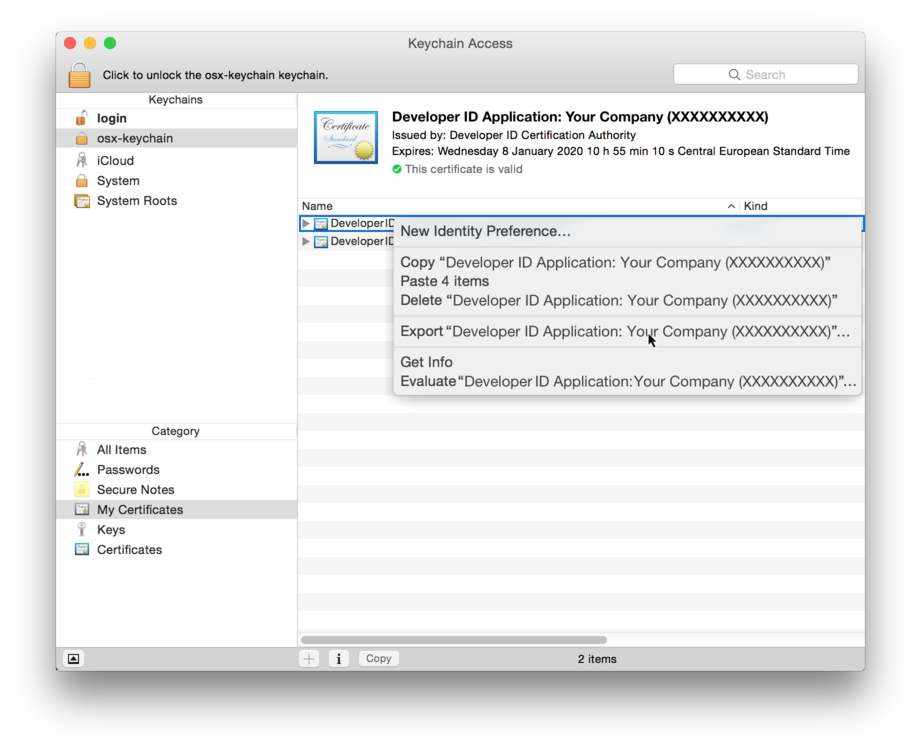 Keychain Access
Click to unlock the osx-keychain keychain.
Search
Keychains
login
osx-keychain
iCloud
System
System Roots
Certificate
Standard
Developer ID Application: Your Company (XXXXXXXXXX)
Issued by: Developer ID Certification Authority
Expires: Wednesday 8 January 2020 10 h 55 min 10 s Central European Standard Time
This certificate is valid
Name Kind
Developer ID
Developer ID
New Identity Preference…
Copy “Developer ID Application: Your Company (XXXXXXXXXX)”
Paste 4 items
Delete “Developer ID Application: Your Company (XXXXXXXXXX)”
Export “Developer ID Application: Your Company (XXXXXXXXXX)”…
Get Info
Evaluate “Developer ID Application: Your Company (XXXXXXXXXX)”…
Category
All Items
Passwords
Secure Notes
My Certificates
Keys
Certificates
Copy
2 items